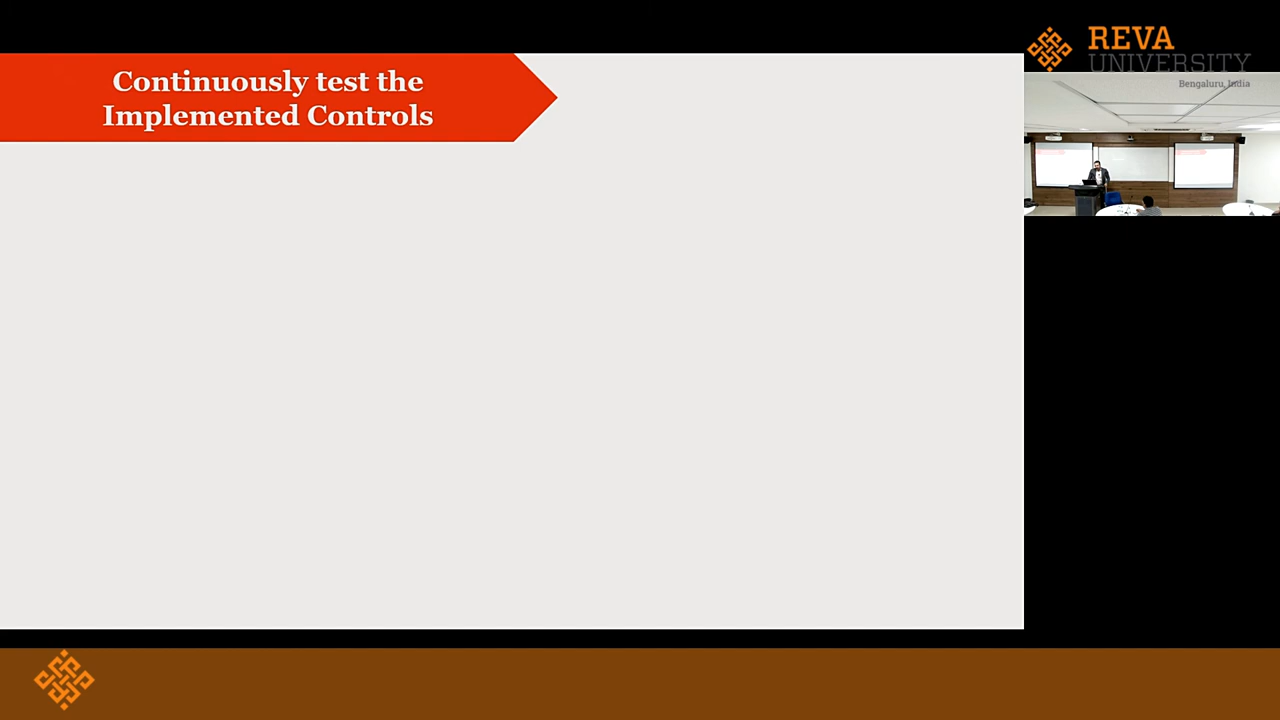 Continuously test the
Implemented Controls
REVA
UNIVERSITY
Bengaluru, India